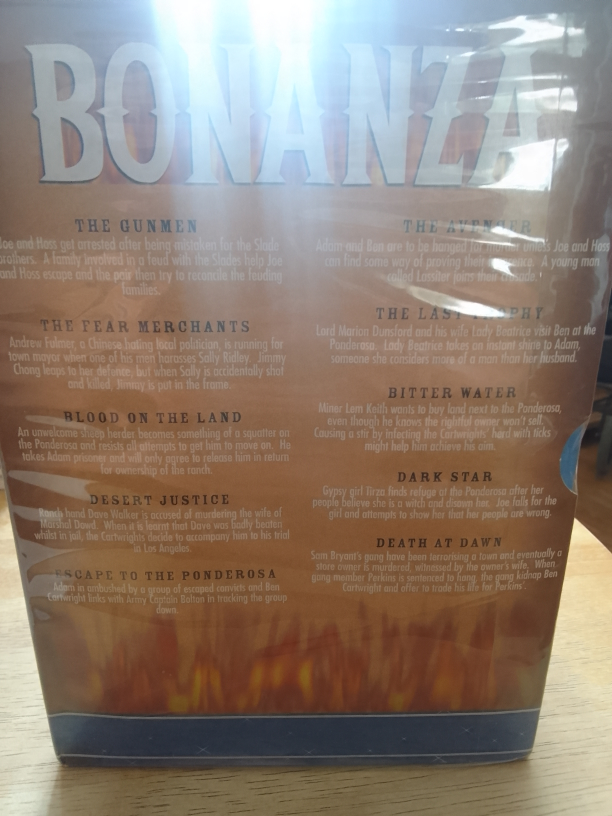 BONANZA
THE GUNMEN
Joe and Hoss get arrested after being mistaken for the Slade
brothers. A family involved in a feud with the Slades help Joe
and Hoss escape and the pair then try to reconcile the feuding
families.
THE FEAR MERCHANTS
Andrew Fulmer, a Chinese hating local politician, is running for
town mayor when one of his men harasses Sally Ridley. Jimmy
Chong leaps to her defence, but when Sally is accidentally shot
and killed, Jimmy is put in the frame.
BLOOD ON THE LAND
An unwelcome sheep herder becomes something of a squatter on
the Ponderosa and resists all attempts to get him to move on. He
takes Adam prisoner and will only agree to release him in return
for ownership of the ranch.
DESERT JUSTICE
Ranch hand Dave Walker is accused of murdering the wife of
Marshal Dowd. When it is learnt that Dave was badly beaten
whilst in jail, the Cartwrights decide to accompany him to his trial
in Los Angeles.
ESCAPE TO THE PONDEROSA
Adam in ambushed by a group of escaped convicts and Ben
Cartwright links with Army Captain Bolton in tracking the group
down.
THE AVENGER
Adam and Ben are to be hanged for unless Joe and Hoss
can find some way of proving their innocence. A young man
called Lassiter joins their
THE LAST TROPHY
Lord Marion Dunsford and his wife Lady Beatrice visit Ben at the
Ponderosa. Lady Beatrice takes an instant shine to Adam,
someone she considers more of a man than her husband.
BITTER WATER
Miner Lem Keith wants to buy land next to the Ponderosa,
even though he knows the rightful owner won't sell.
Causing a stir by infecting the Cartwrights' herd with ticks
might help him achieve his aim.
DARK STAR
Gypsy girl Tirza finds refuge at the Ponderosa after her
people believe she is a witch and disown her. Joe falls for the
girl and attempts to show her that her people are wrong.
DEATH AT DAWN
Sam Bryant's gang have been terrorising a town and eventually a
store owner is murdered, witnessed by the owner's wife. When
gang member Perkins is sentenced to hang, the gang kidnap Ben
Cartwright and offer to trade his life for Perkins'.